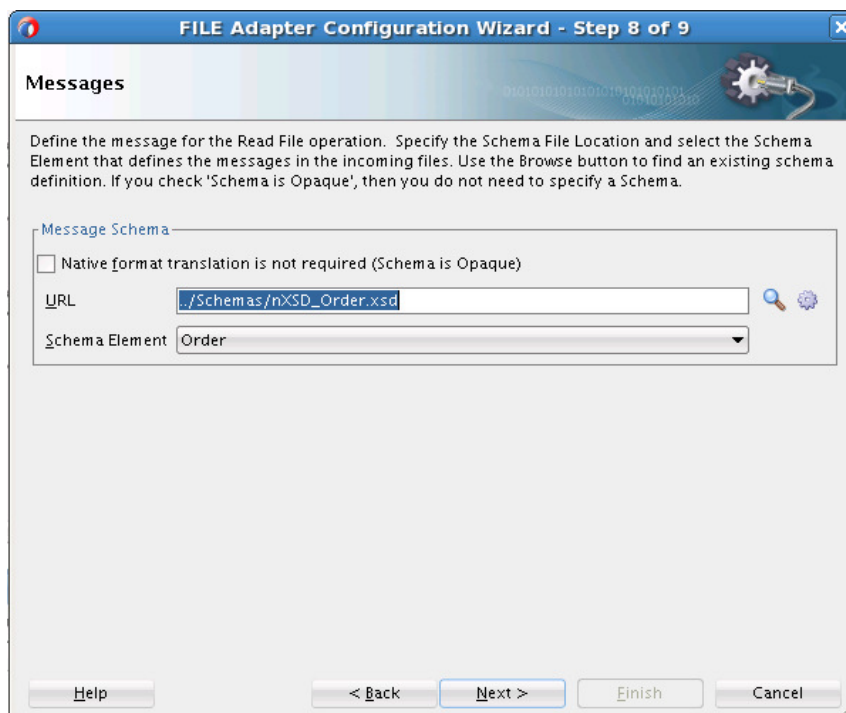 FILE Adapter Configuration Wizard - Step 8 of 9
Messages
Define the message for the Read File operation. Specify the Schema File Location and select the Schema
Element that defines the messages in the incoming files. Use the Browse button to find an existing schema
definition. If you check 'Schema is Opaque', then you do not need to specify a Schema.
Message Schema
Native format translation is not required (Schema is Opaque)
URL ../Schemas/nXSD_Order.xsd
Schema Element Order
Help < Back Next > Finish Cancel